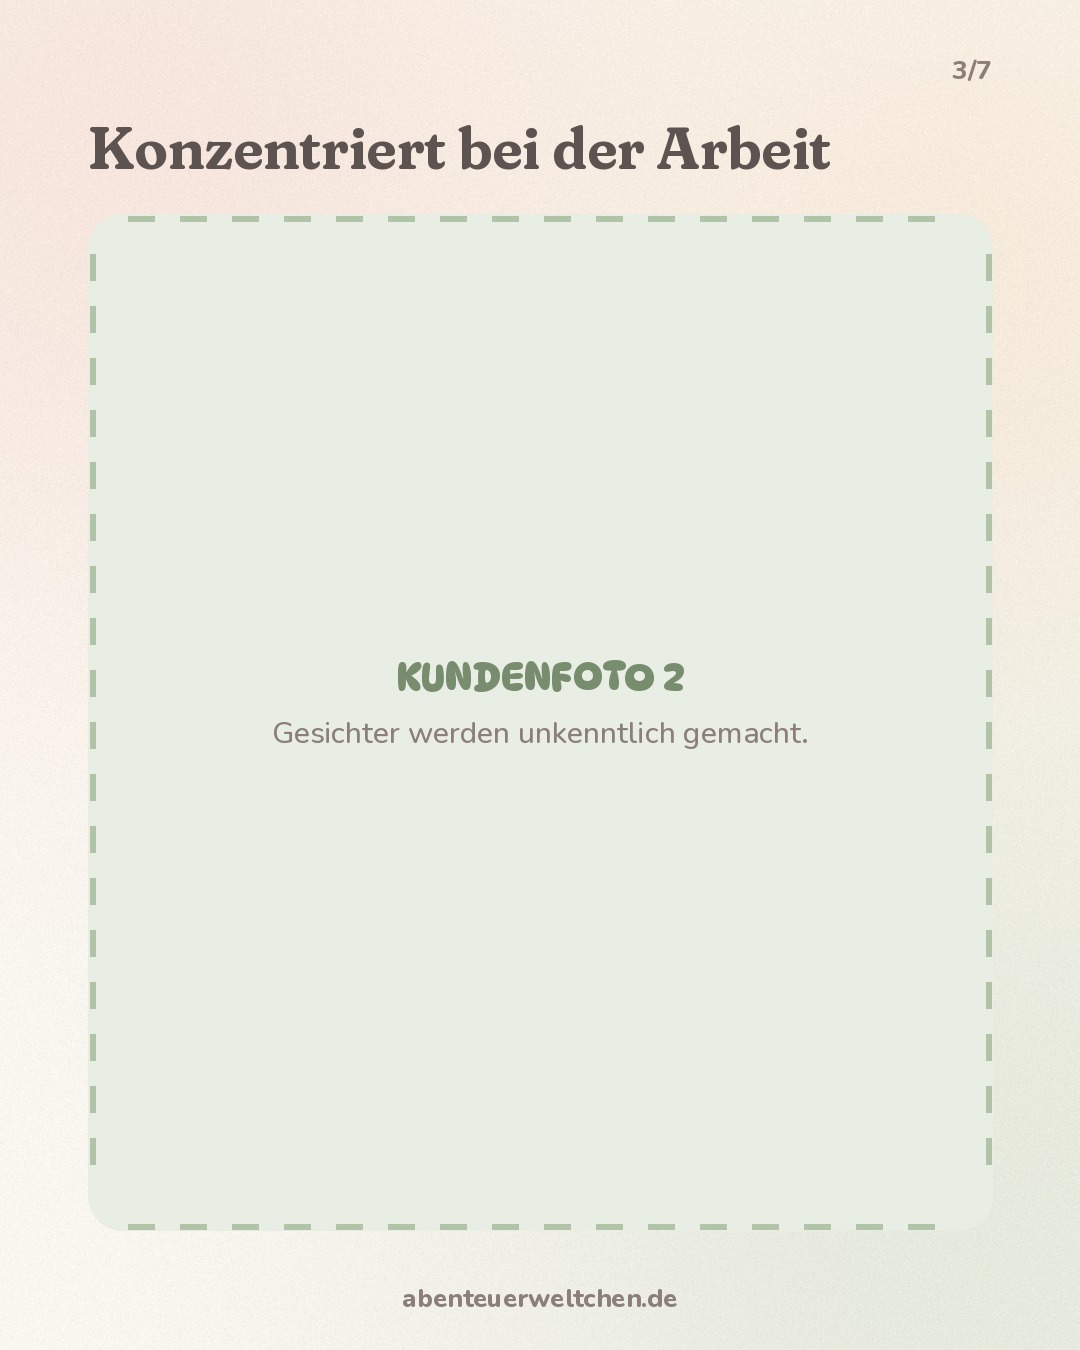 3/7
Konzentriert bei der Arbeit
KUNDENFOTO 2
Gesichter werden unkenntlich gemacht.
abenteuerweltchen.de